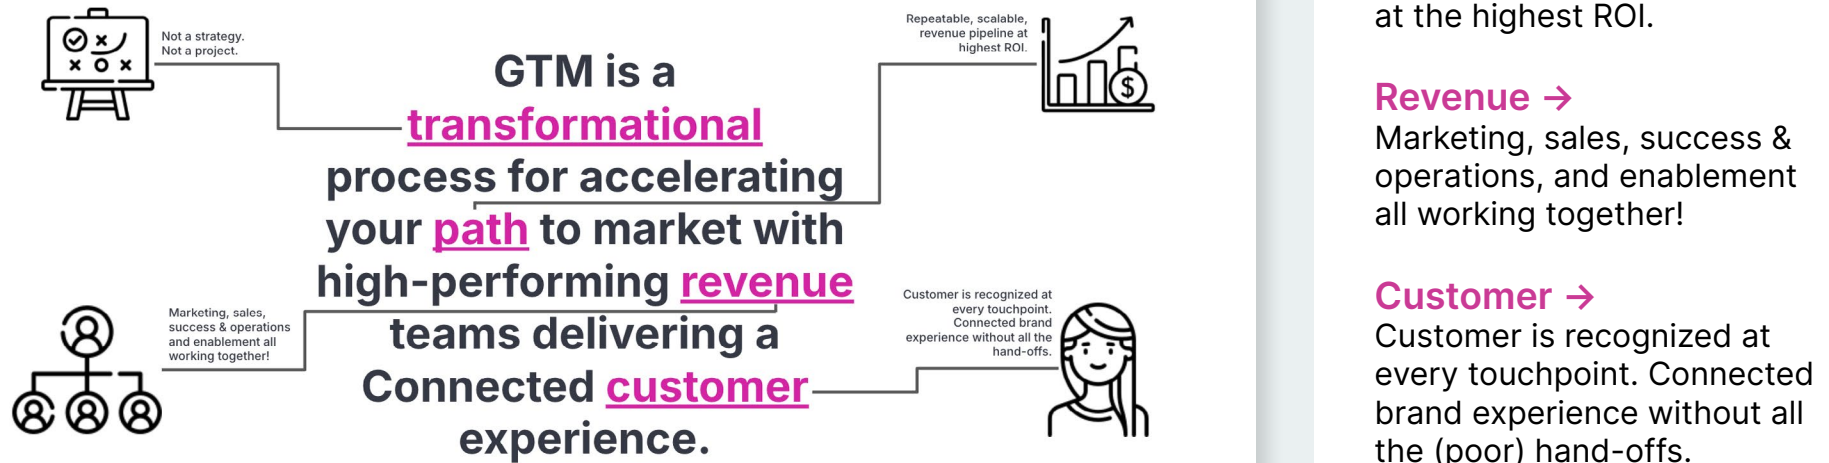 Not a strategy.
Not a project.
Repeatable, scalable,
revenue pipeline at
highest ROI.
GTM is a
transformational
process for accelerating
your path to market with
high-performing revenue
teams delivering a
Connected customer
experience.
Marketing, sales,
success & operations
and enablement all
working together!
Customer is recognized at
every touchpoint.
Connected brand
experience without all the
hand-offs.
at the highest ROI.
Revenue →
Marketing, sales, success &
operations, and enablement
all working together!
Customer →
Customer is recognized at
every touchpoint. Connected
brand experience without all
the (poor) hand-offs.